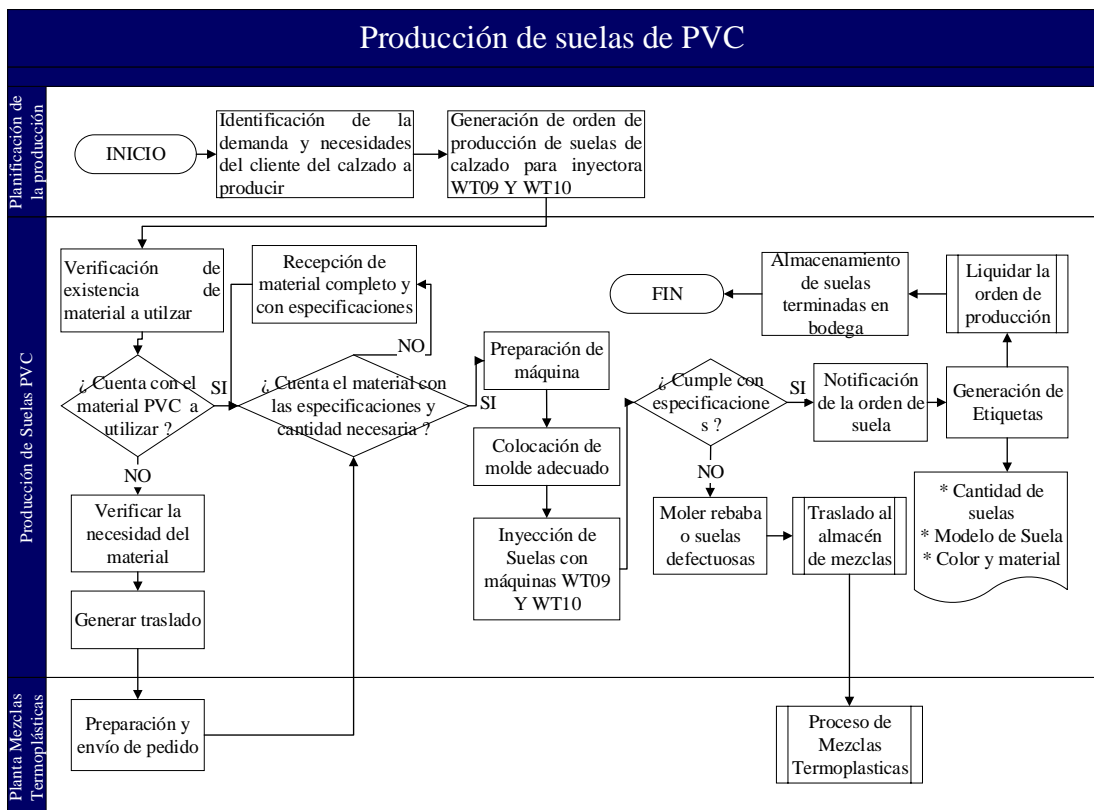 Producción de suelas de PVC
Planificación de
la producción
INICIO
Identificación de la
demanda y necesidades
del cliente del calzado a
producir
Generación de orden de
producción de suelas de
calzado para inyectora
WT09 Y WT10
Producción de Suelas PVC
Verificación de
existencia de
material a utilzar
Recepción de
material completo y
con especificaciones
¿ Cuenta con el
material PVC a
utilizar ?
SI
¿ Cuenta el material con
las especificaciones y
cantidad necesaria ?
NO
SI
NO
Verificar la
necesidad del
material
Generar traslado
Preparación de
máquina
Colocación de
molde adecuado
Inyección de
Suelas con
máquinas WT09
Y WT10
¿ Cumple con
especificacione
s ?
SI
NO
Moler rebaba
o suelas
defectuosas
Traslado al
almacén
de mezclas
Notificación
de la orden de
suela
Generación de
Etiquetas
* Cantidad de
suelas
* Modelo de Suela
* Color y material
Liquidar la
orden de
producción
Almacenamiento
de suelas
terminadas en
bodega
FIN
Planta Mezclas
Termoplásticas
Preparación y
envío de pedido
Proceso de
Mezclas
Termoplasticas